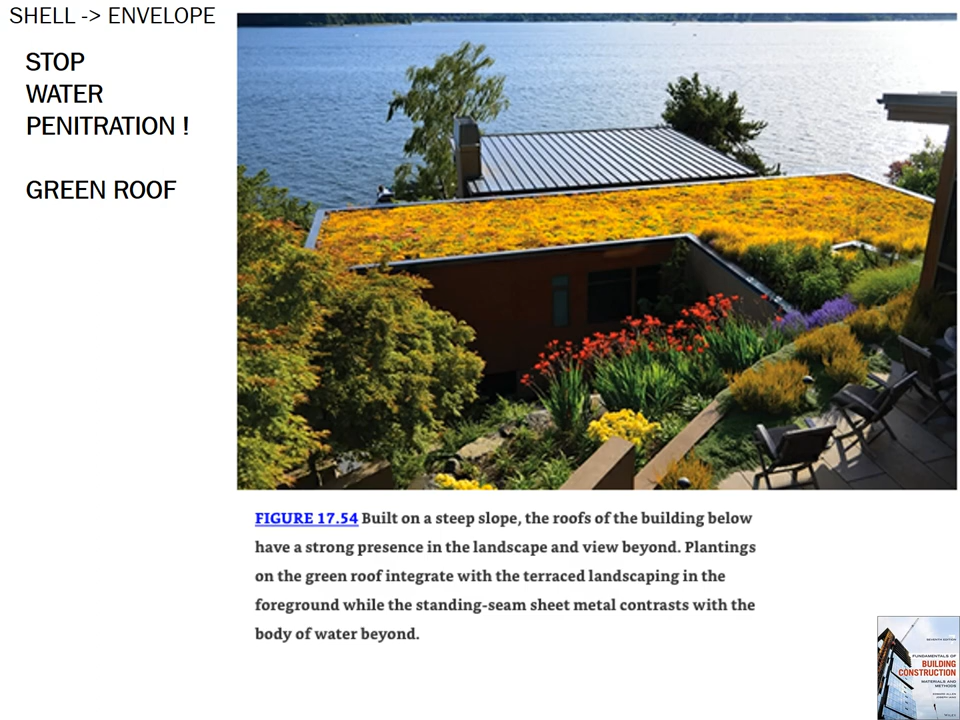 SHELL -> ENVELOPE
STOP
WATER
PENITRATION !
GREEN ROOF
FIGURE 17.54 Built on a steep slope, the roofs of the building below
have a strong presence in the landscape and view beyond. Plantings
on the green roof integrate with the terraced landscaping in the
foreground while the standing-seam sheet metal contrasts with the
body of water beyond.
SEVENTH EDITION
FUNDAMENTALS OF
BUILDING
CONSTRUCTION
MATERIALS AND
METHODS
WILEY